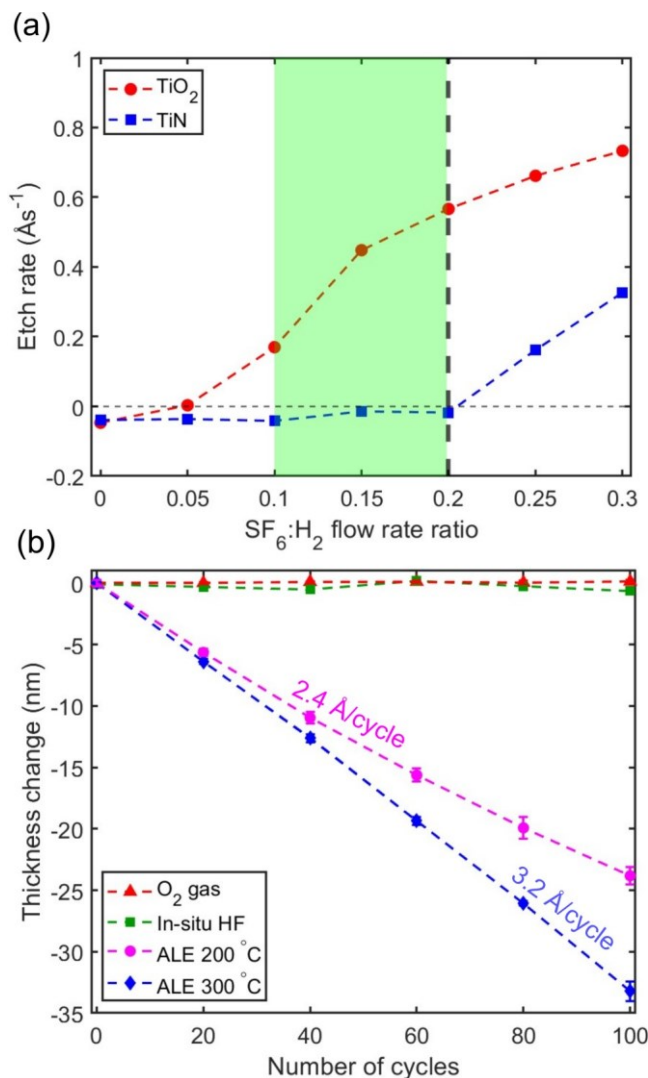 (a)
1
0.8
0.6
0.4
0.2
0
-0.2
Etch rate (Ås⁻¹)
TiO₂
TiN
0 0.05 0.1 0.15 0.2 0.25 0.3
SF₆:H₂ flow rate ratio
(b)
0
-5
-10
-15
-20
-25
-30
-35
Thickness change (nm)
2.4 Å/cycle
3.2 Å/cycle
O₂ gas
In-situ HF
ALE 200 °C
ALE 300 °C
0 20 40 60 80 100
Number of cycles